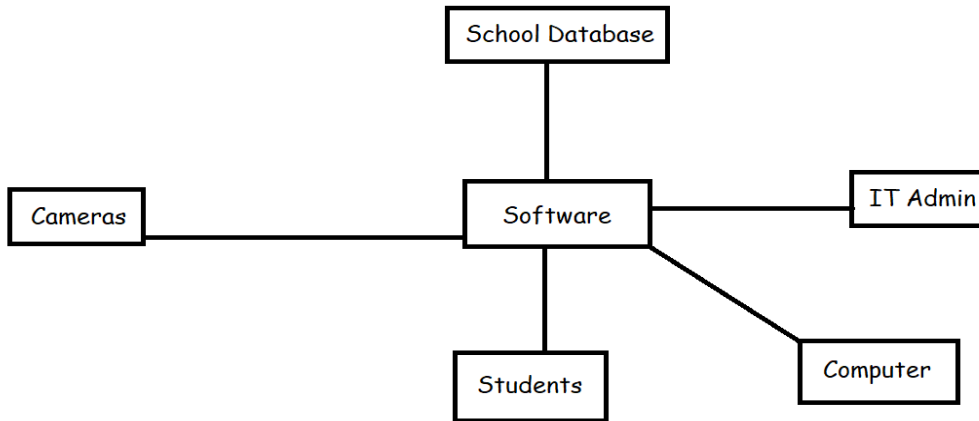 School Database
IT Admin
Cameras
Software
Students
Computer